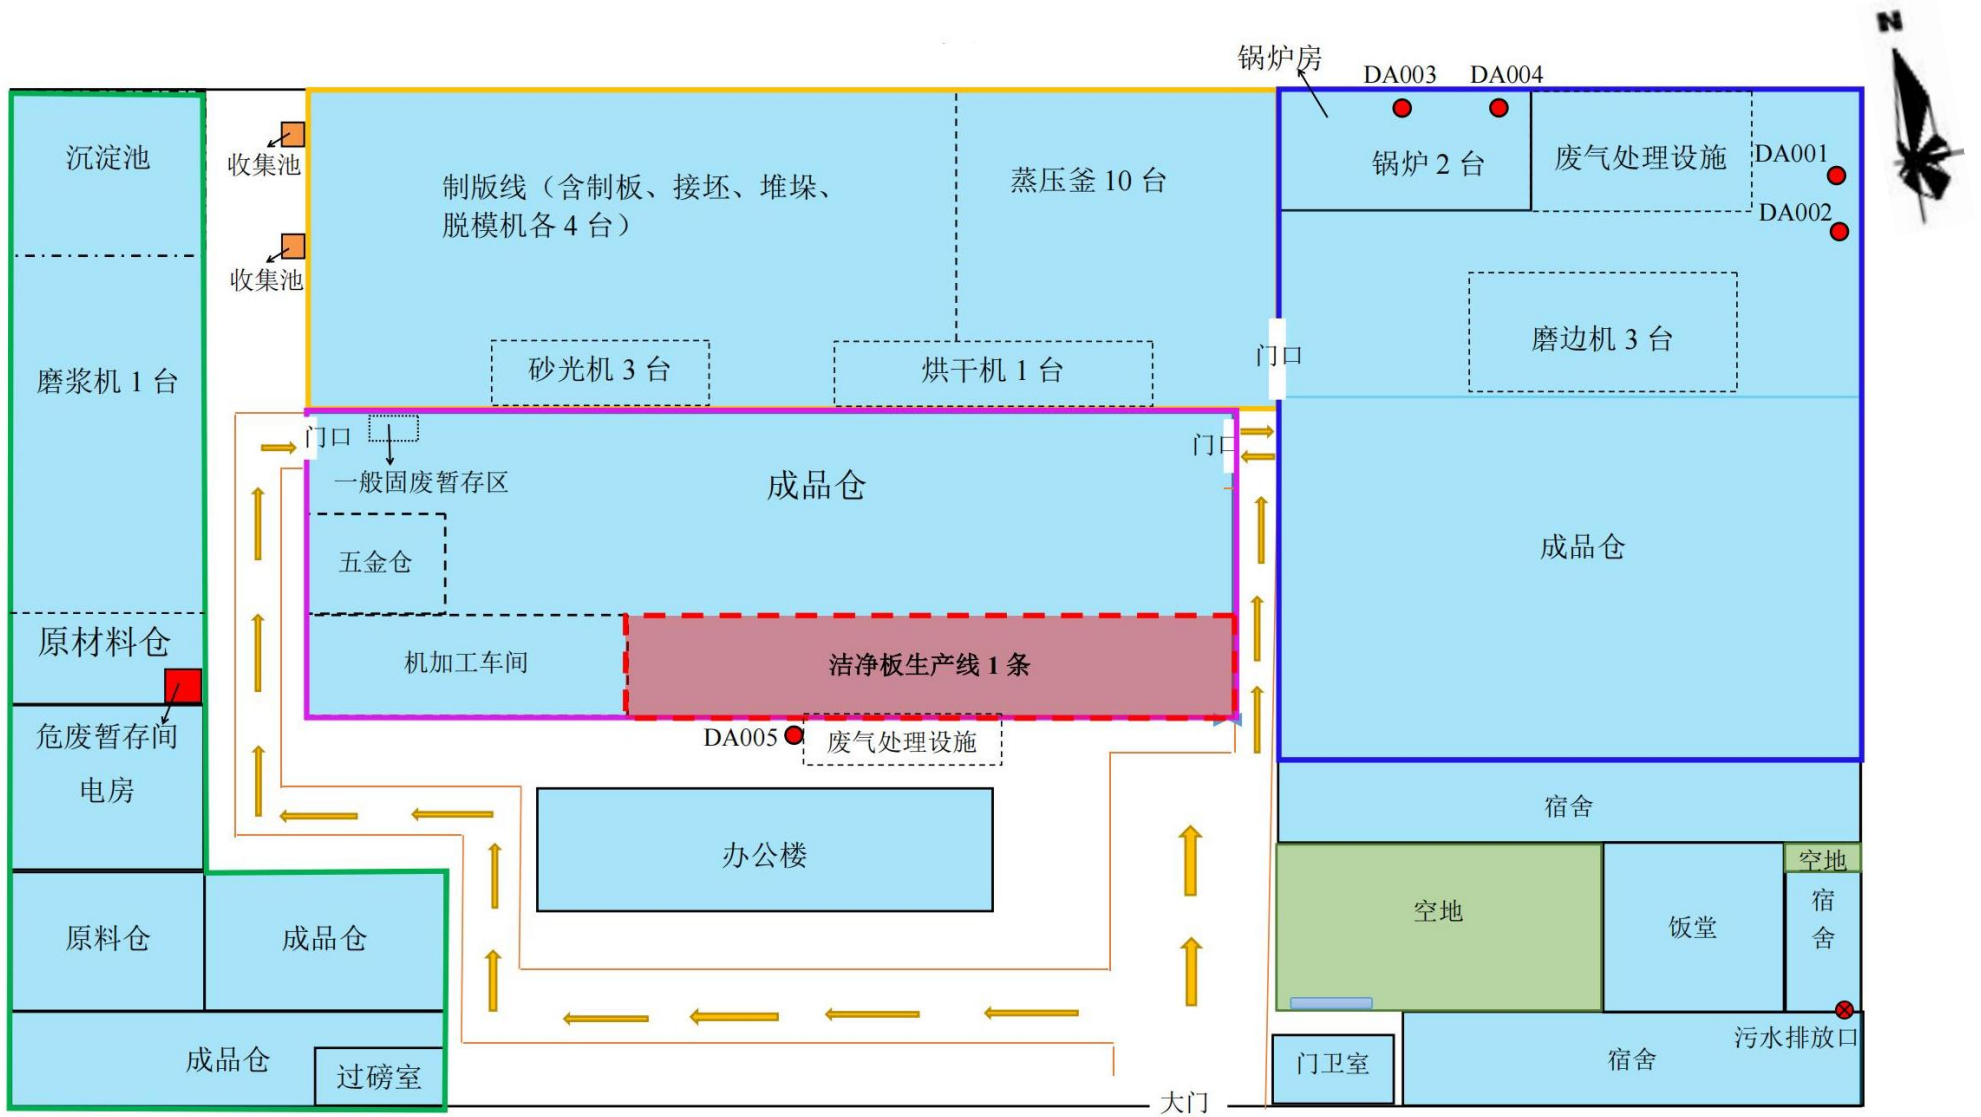 N
锅炉房
DA003
DA004
沉淀池
收集池
收集池
制版线（含制板、接坯、堆垛、
脱模机各 4 台）
蒸压釜 10 台
锅炉 2 台
废气处理设施
DA001
DA002
磨浆机 1 台
砂光机 3 台
烘干机 1 台
门口
磨边机 3 台
门口
一般固废暂存区
成品仓
门口
五金仓
成品仓
原材料仓
机加工车间
洁净板生产线 1 条
危废暂存间
电房
DA005
废气处理设施
宿舍
办公楼
空地
空地
饭堂
宿
舍
原料仓
成品仓
污水排放口
成品仓
过磅室
门卫室
宿舍
大门